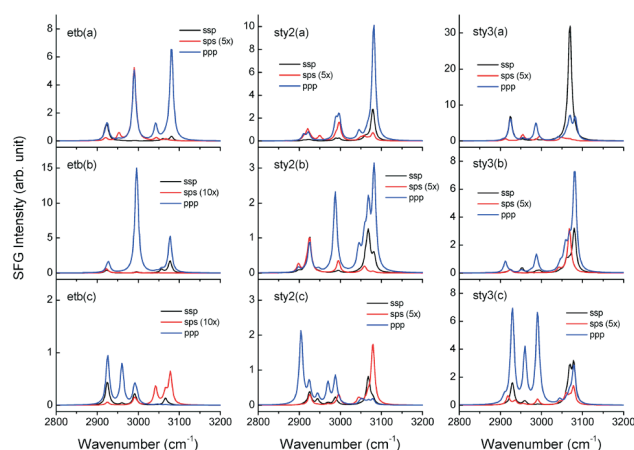 etb(a)
ssp
sps (5x)
ppp
8
6
4
2
0
sty2(a)
ssp
sps (5x)
ppp
10
8
6
4
2
0
sty3(a)
ssp
sps (5x)
ppp
30
20
10
0
SFG Intensity (arb. unit)
etb(b)
ssp
sps (10x)
ppp
15
10
5
0
sty2(b)
ssp
sps (5x)
ppp
3
2
1
0
sty3(b)
ssp
sps (5x)
ppp
8
6
4
2
0
etb(c)
ssp
sps (10x)
ppp
2
1
0
sty2(c)
ssp
sps (5x)
ppp
3
2
1
0
sty3(c)
ssp
sps (5x)
ppp
8
6
4
2
0
2800 2900 3000 3100 3200
2800 2900 3000 3100 3200
2800 2900 3000 3100 3200
Wavenumber (cm-1)
Wavenumber (cm-1)
Wavenumber (cm-1)